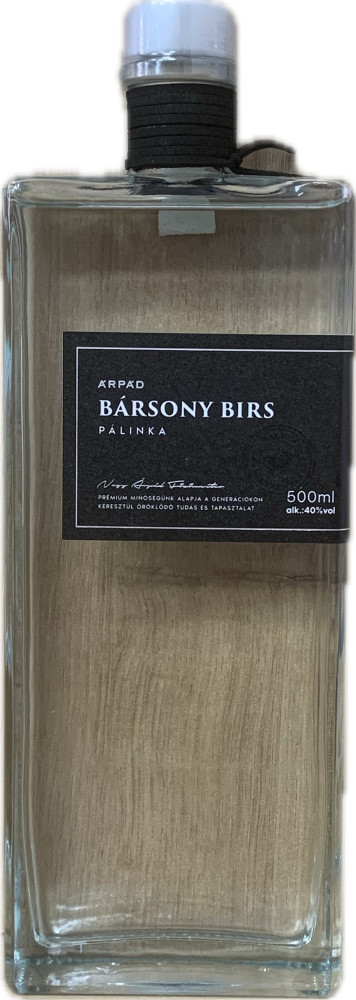 ÁRPÁD
BÁRSONY BIRS
PÁLINKA
PRÉMIUM MINŐSÉGÜNK ALAPJA A GENERÁCIÓKON
KERESZTÜL ÖRÖKLŐDŐ TUDÁS ÉS TAPASZTALAT
500ml
alk.:40%vol